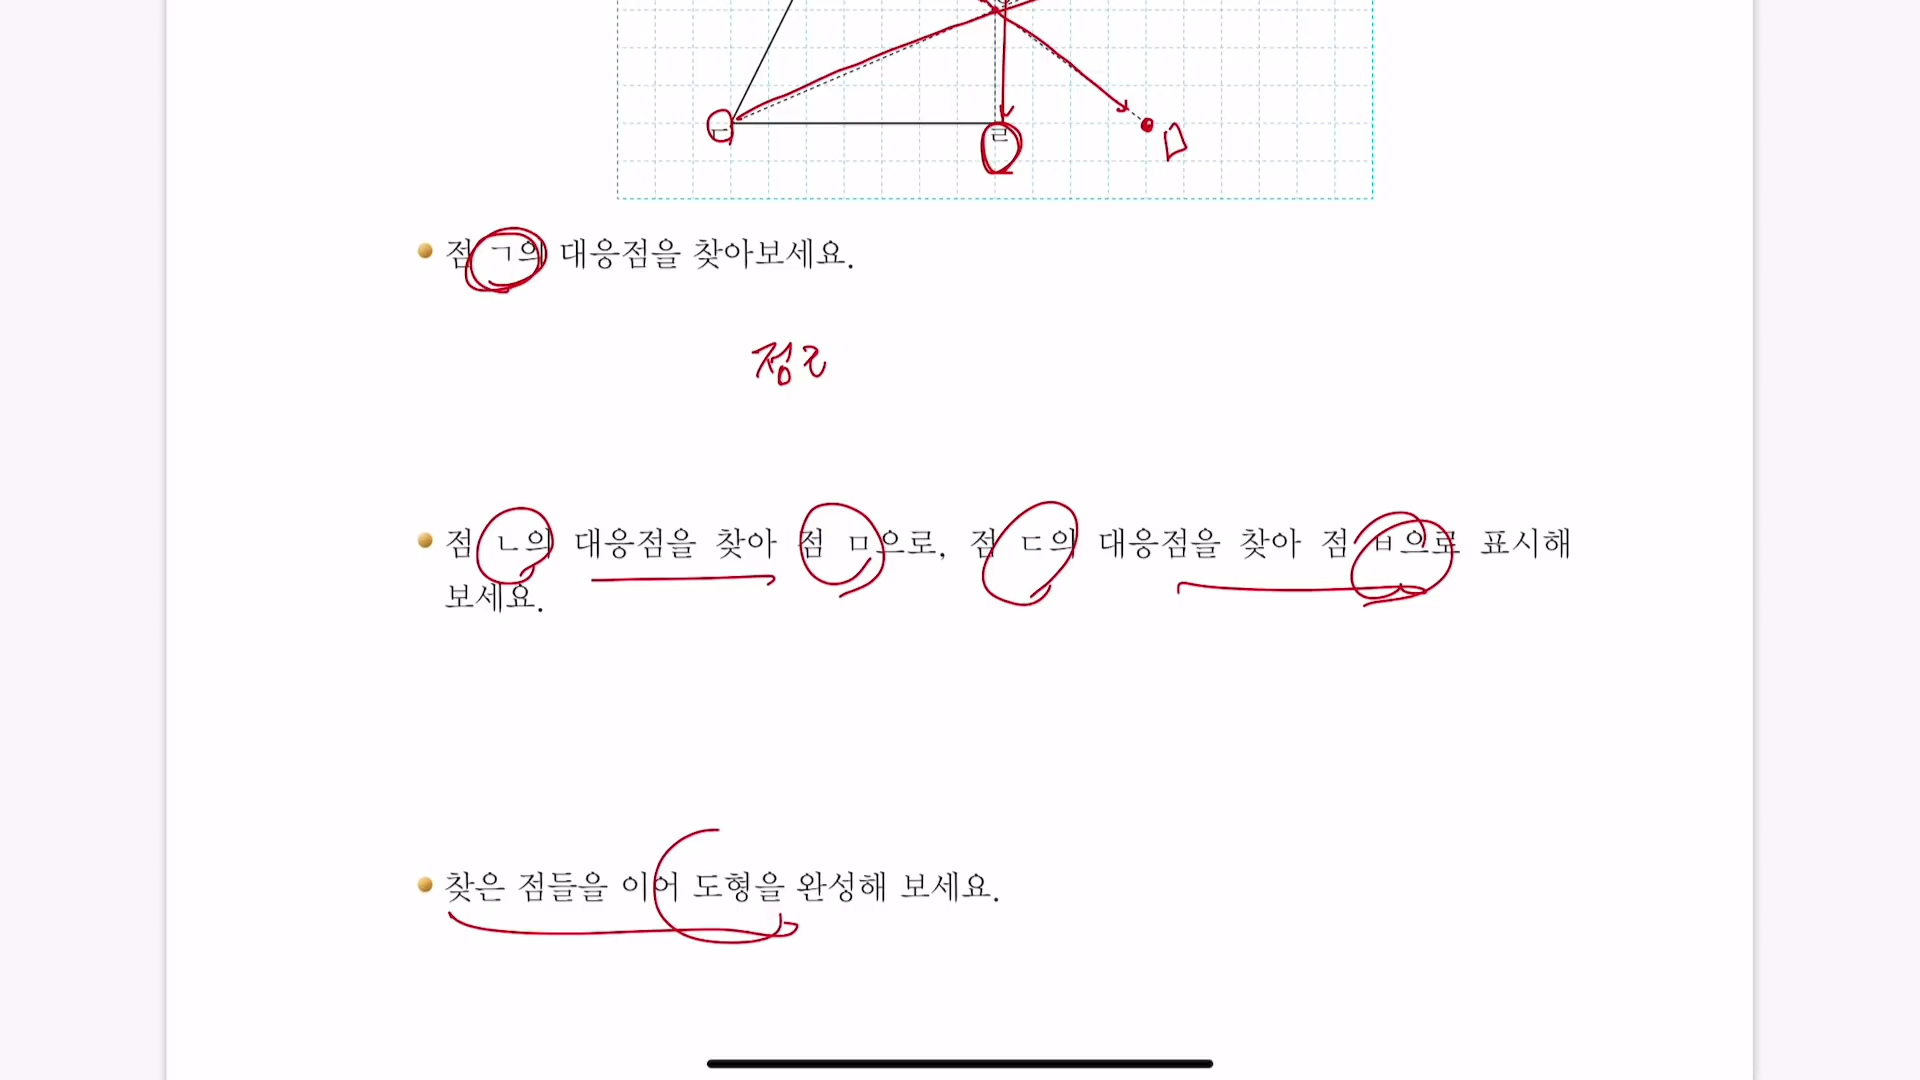 ㄷ ㄹ ㅁ
점 ㄱ의 대응점을 찾아보세요.
점ㄹ
점 ㄴ의 대응점을 찾아 점 ㅁ으로, 점 ㄷ의 대응점을 찾아 점 ㅂ으로 표시해
보세요.
찾은 점들을 이어 도형을 완성해 보세요.